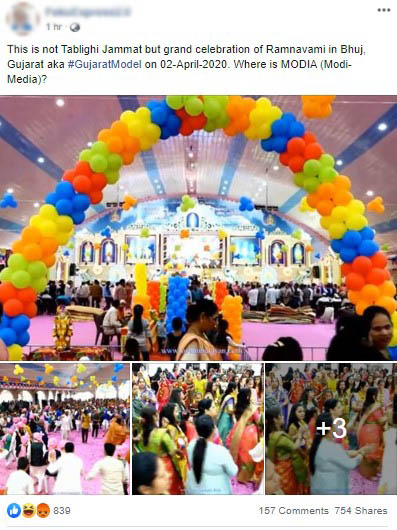 1 hr
This is not Tablighi Jammat but grand celebration of Ramnavami in Bhuj,
Gujarat aka #GujaratModel on 02-April-2020. Where is MODIA (Modi-
Media)?
+3
839
157 Comments 754 Shares